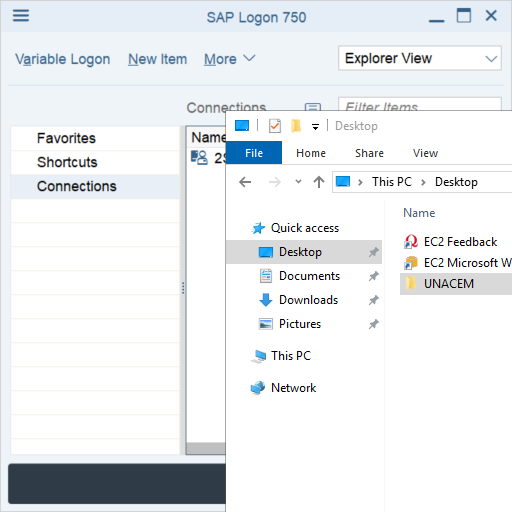 SAP Logon 750
Variable Logon New Item More Explorer View
Connections Filter Items
Favorites
Shortcuts
Connections
Name
Desktop
File Home Share View
This PC > Desktop
Name
Quick access
Desktop
Documents
Downloads
Pictures
This PC
Network
EC2 Feedback
EC2 Microsoft W
UNACEM